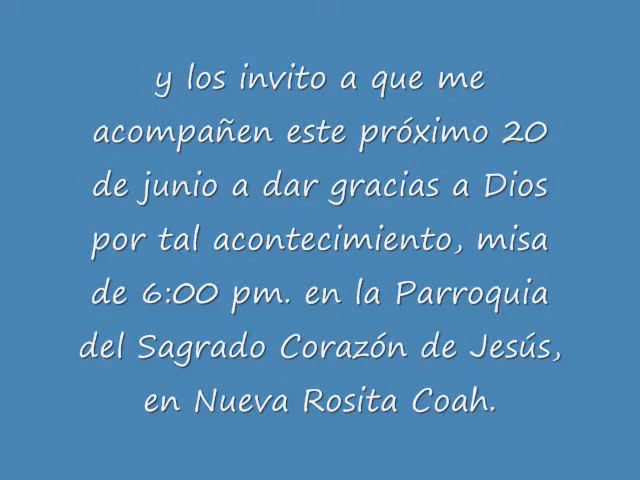 y los invito a que me
acompañen este próximo 20
de junio a dar gracias a Dios
por tal acontecimiento, misa
de 6:00 pm. en la Parroquia
del Sagrado Corazón de Jesús,
en Nueva Rosita Coah.